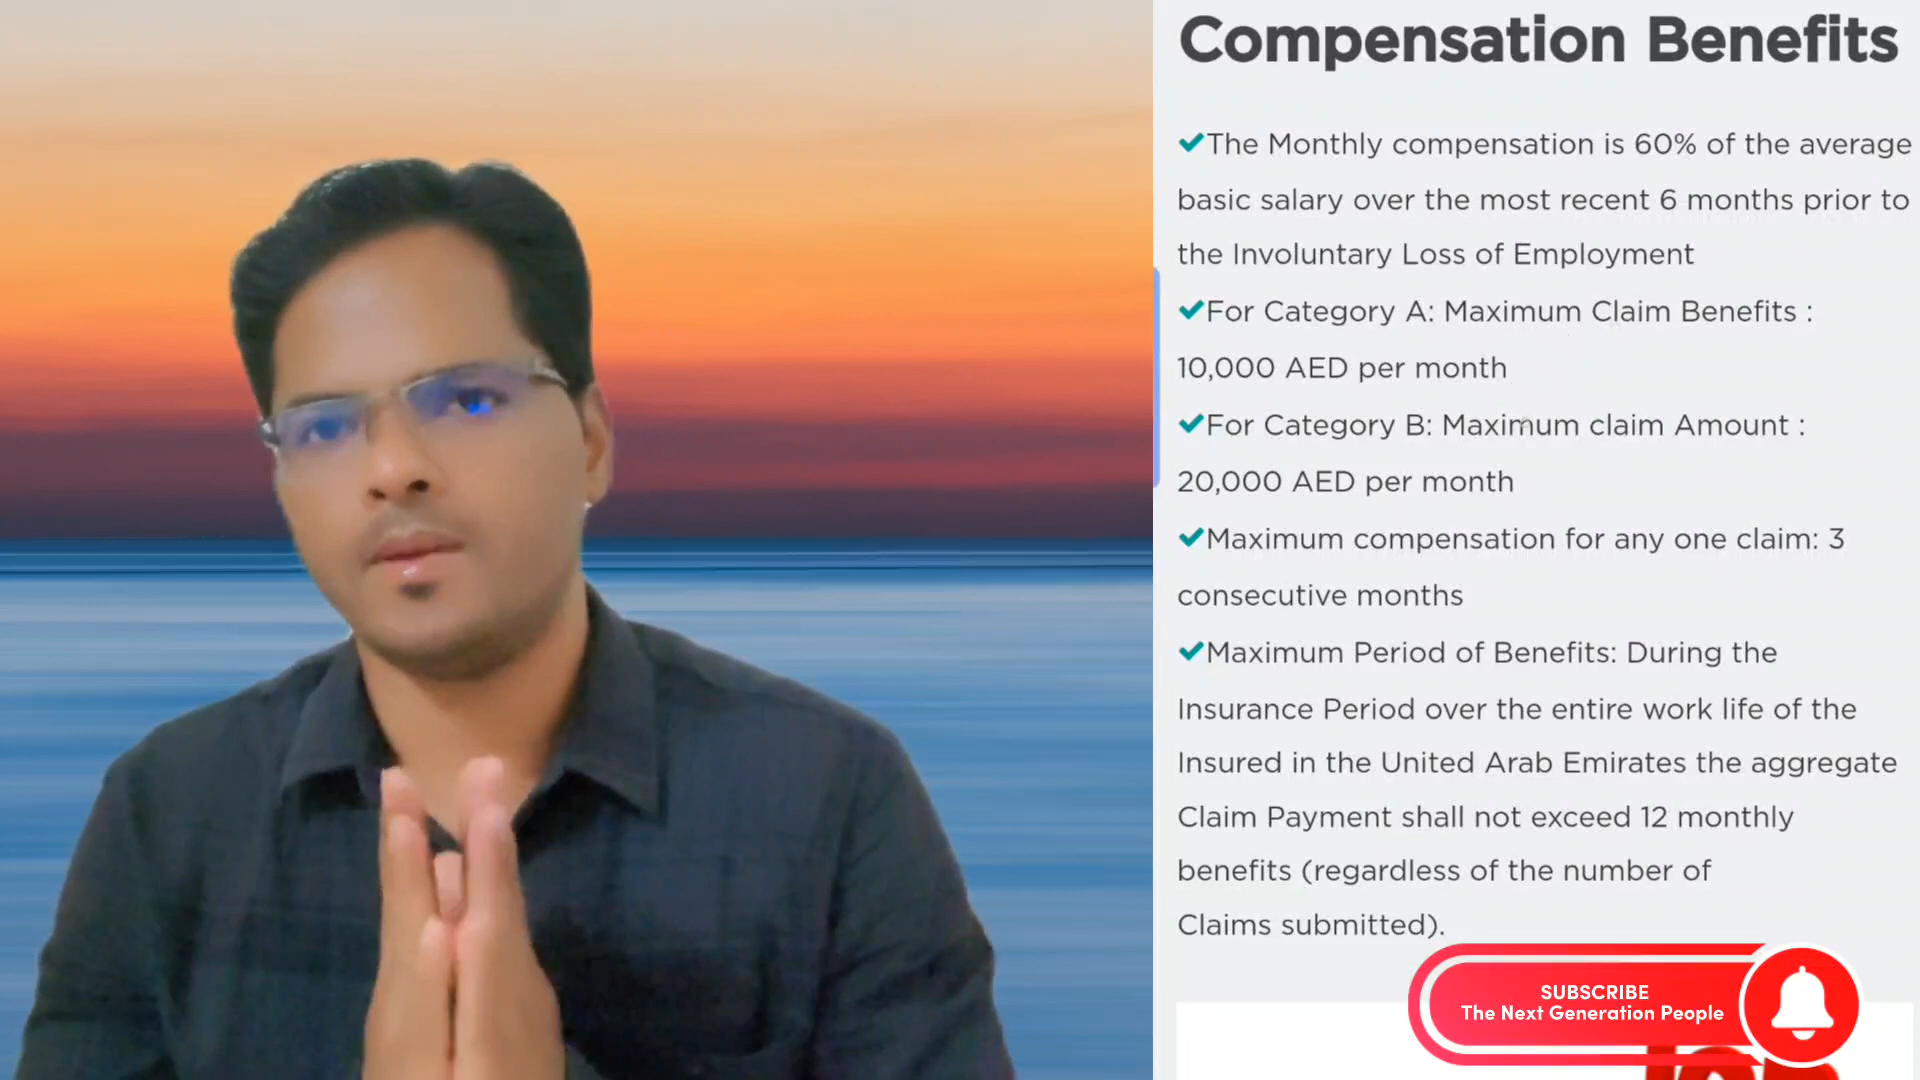 Compensation Benefits
✔The Monthly compensation is 60% of the average
basic salary over the most recent 6 months prior to
the Involuntary Loss of Employment
✔For Category A: Maximum Claim Benefits :
10,000 AED per month
✔For Category B: Maximum claim Amount :
20,000 AED per month
✔Maximum compensation for any one claim: 3
consecutive months
✔Maximum Period of Benefits: During the
Insurance Period over the entire work life of the
Insured in the United Arab Emirates the aggregate
Claim Payment shall not exceed 12 monthly
benefits (regardless of the number of
Claims submitted).
SUBSCRIBE
The Next Generation People